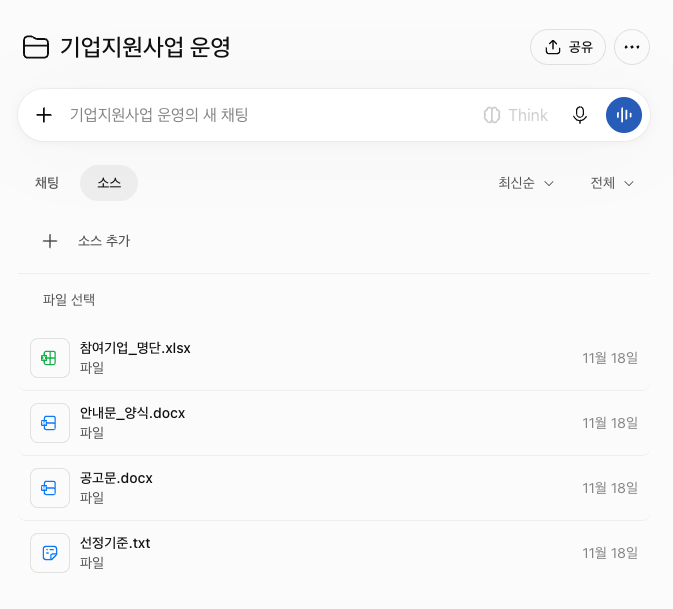 기업지원사업 운영
공유
기업지원사업 운영의 새 채팅
Think
채팅
소스
최신순
전체
소스 추가
파일 선택
참여기업_명단.xlsx
파일
11월 18일
안내문_양식.docx
파일
11월 18일
공고문.docx
파일
11월 18일
선정기준.txt
파일
11월 18일